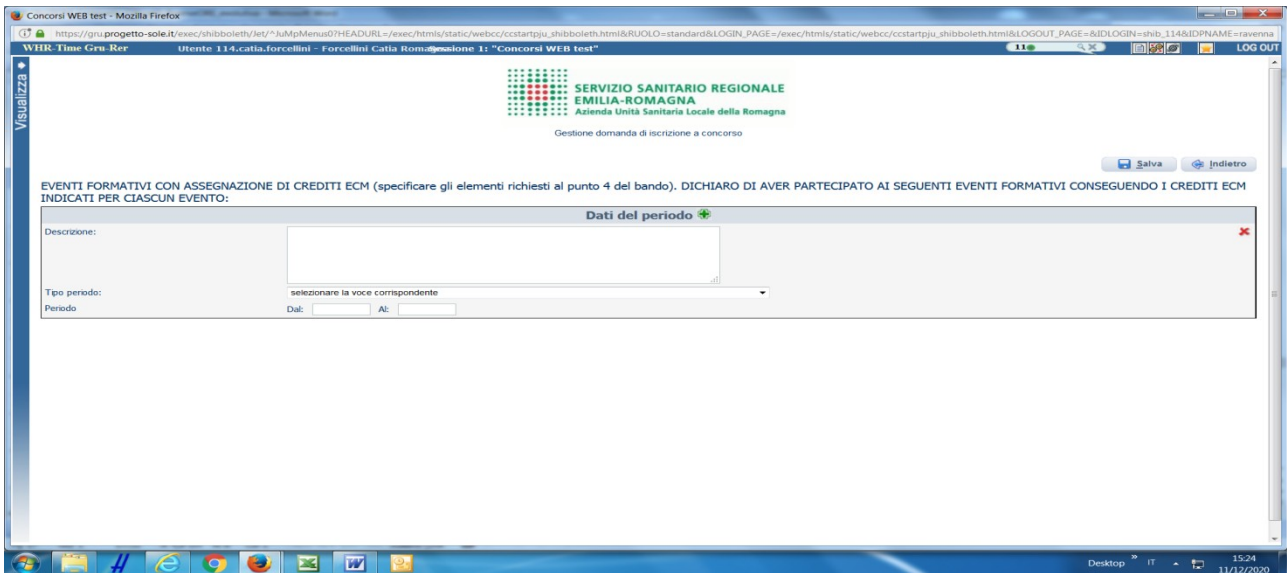 Concorsi WEB test - Mozilla Firefox
https://gru.progetto-sole.it/exec/shibboleth/Jet/^JuMpMenus0?HEADURL=/exec/htmls/static/webcc/ccstartpju_shibboleth.html&RUOLO=standard&LOGIN_PAGE=/exec/htmls/static/webcc/ccstartpju_shibboleth.html&LOGOUT_PAGE=&IDLOGIN=shib_114&IDPNAME=ravenna
WHR-Time Gru-Rer Utente 114.catia.forcellini - Forcellini Catia Sessione 1: "Concorsi WEB test" 11 LOG OUT
Visualizza
SERVIZIO SANITARIO REGIONALE
EMILIA-ROMAGNA
Azienda Unità Sanitaria Locale della Romagna
Gestione domanda di iscrizione a concorso
Salva Indietro
EVENTI FORMATIVI CON ASSEGNAZIONE DI CREDITI ECM (specificare gli elementi richiesti al punto 4 del bando). DICHIARO DI AVER PARTECIPATO AI SEGUENTI EVENTI FORMATIVI CONSEGUENDO I CREDITI ECM
INDICATI PER CIASCUN EVENTO:
Dati del periodo
Descrizione:
Tipo periodo: selezionare la voce corrispondente
Periodo Dal: Al:
Desktop » IT 15:24
11/12/2020